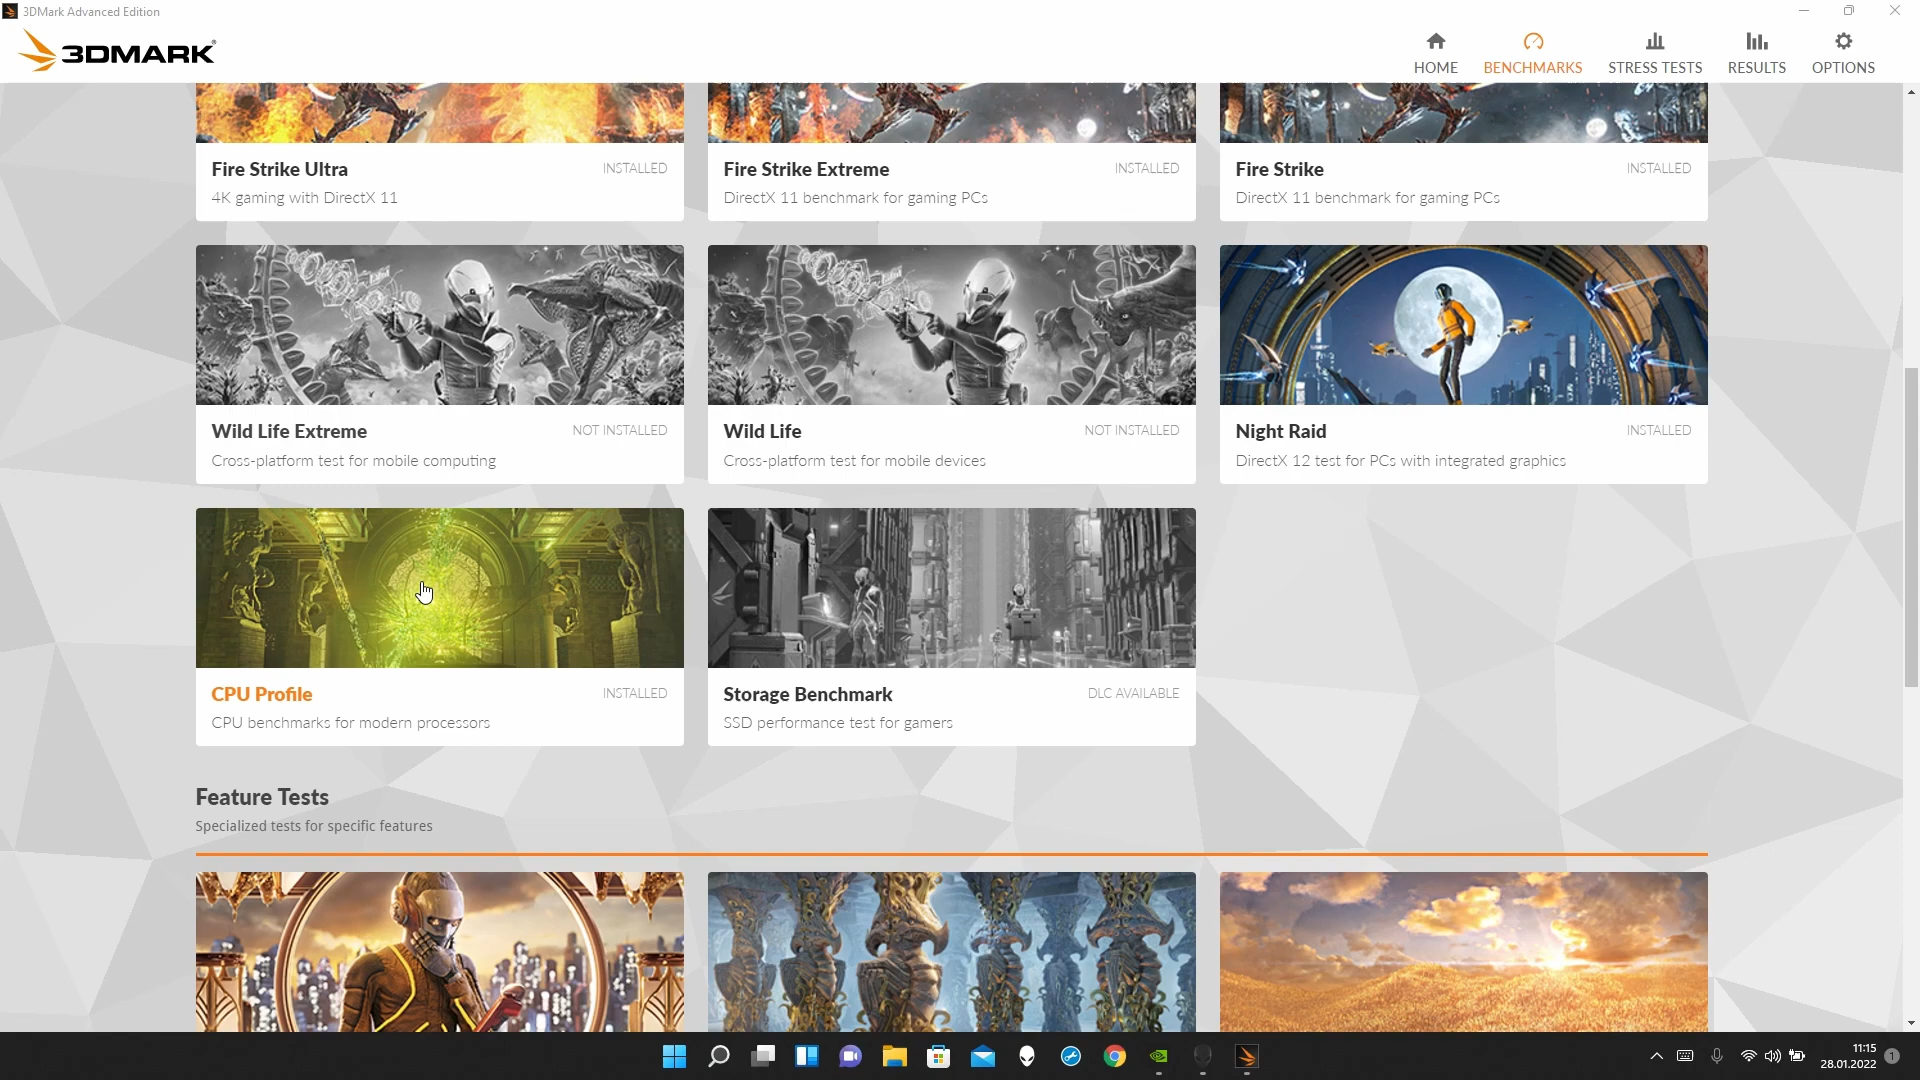 3DMark Advanced Edition
3DMARK
HOME
BENCHMARKS
STRESS TESTS
RESULTS
OPTIONS
Fire Strike Ultra
INSTALLED
4K gaming with DirectX 11
Fire Strike Extreme
INSTALLED
DirectX 11 benchmark for gaming PCs
Fire Strike
INSTALLED
DirectX 11 benchmark for gaming PCs
Wild Life Extreme
NOT INSTALLED
Cross-platform test for mobile computing
Wild Life
NOT INSTALLED
Cross-platform test for mobile devices
Night Raid
INSTALLED
DirectX 12 test for PCs with integrated graphics
CPU Profile
INSTALLED
CPU benchmarks for modern processors
Storage Benchmark
DLC AVAILABLE
SSD performance test for gamers
Feature Tests
Specialized tests for specific features
11:15
28.01.2022
1